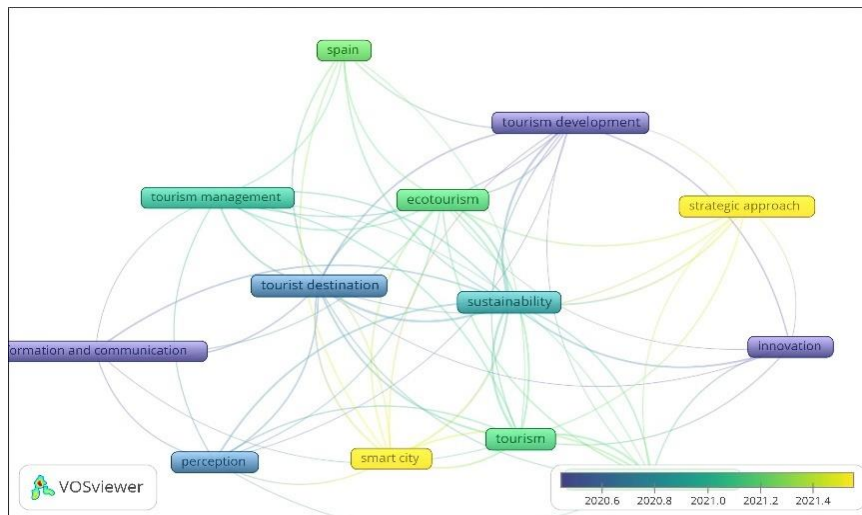 spain
tourism development
tourism management
ecotourism
strategic approach
tourist destination
sustainability
ormation and communication
innovation
tourism
smart city
perception
VOSviewer
2020.6 2020.8 2021.0 2021.2 2021.4